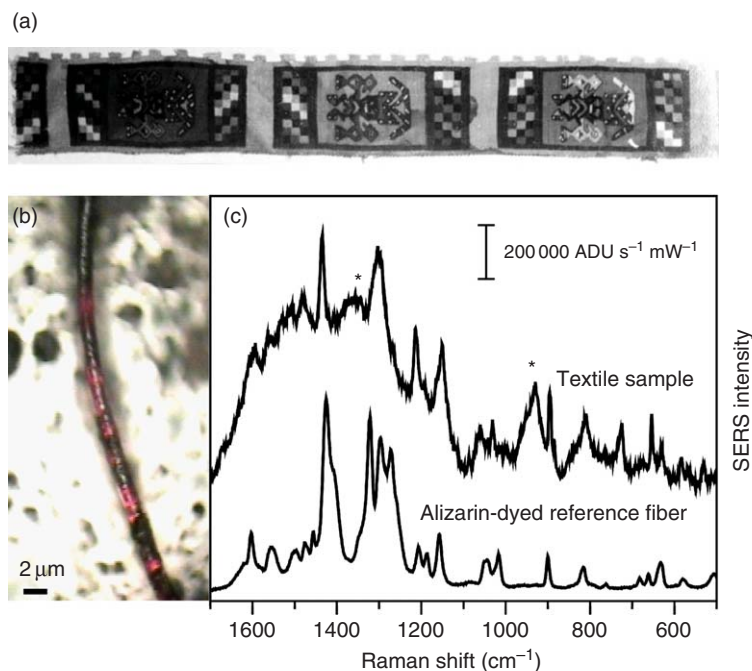 (a)
(b)
2 μm
(c)
200 000 ADU s⁻¹ mW⁻¹
*
*
Textile sample
Alizarin-dyed reference fiber
SERS intensity
1600 1400 1200 1000 800 600
Raman shift (cm⁻¹)